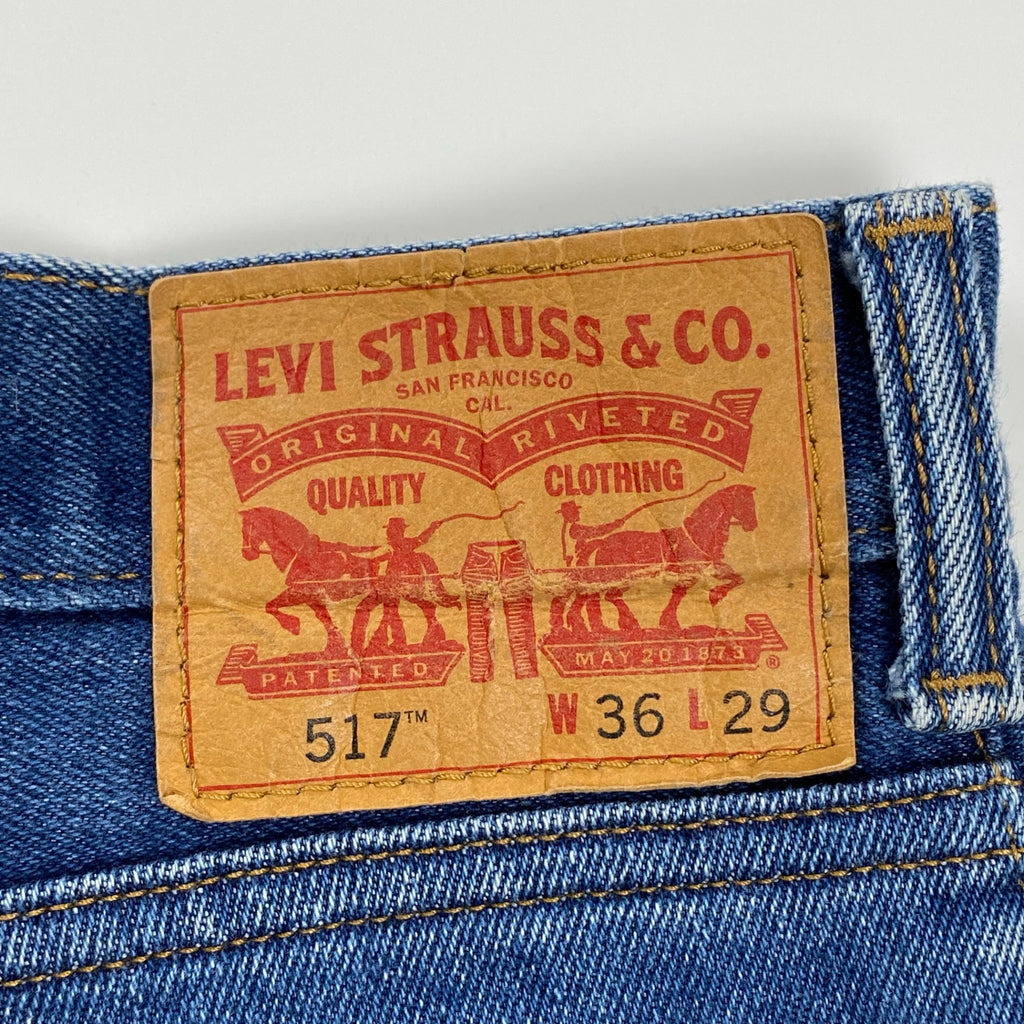 LEVI STRAUSS & CO.
SAN FRANCISCO
CAL.
ORIGINAL RIVETED
QUALITY CLOTHING
PATENTED MAY 20 1873 ®
517™ W 36 L 29